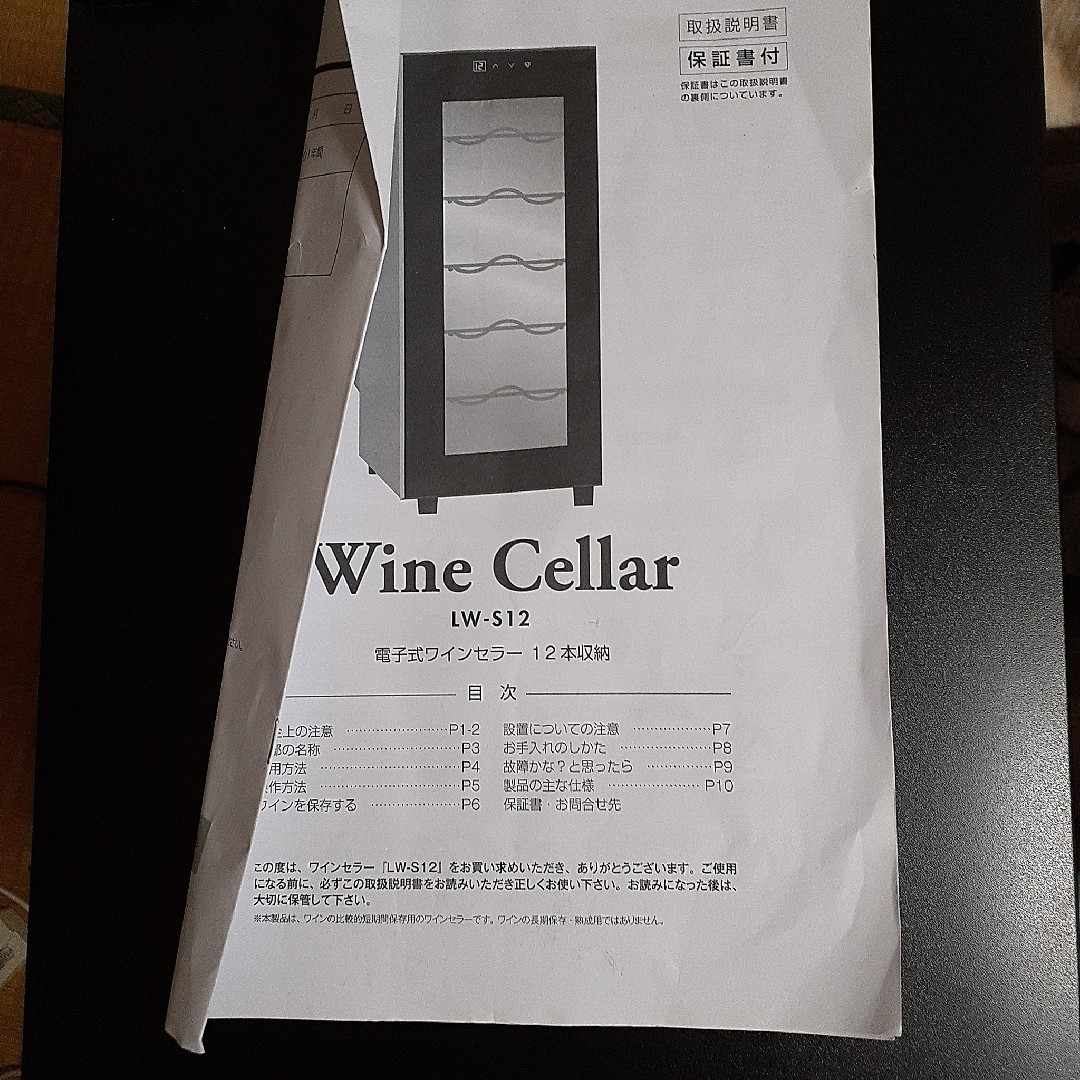 取扱説明書
保証書付
保証書はこの取扱説明書
の裏側についています。
12
月 日
年間
Wine Cellar
LW-S12
電子式ワインセラー 12本収納
目 次
上の注意 P1-2
部の名称 P3
用方法 P4
作方法 P5
ワインを保存する P6
設置についての注意 P7
お手入れのしかた P8
故障かな?と思ったら P9
製品の主な仕様 P10
保証書・お問合せ先
この度は、ワインセラー「LW-S12」をお買い求めいただき、ありがとうございます。ご使用
になる前に、必ずこの取扱説明書をお読みいただき正しくお使い下さい。お読みになった後は、
大切に保管して下さい。
※本製品は、ワインの比較的短期間保存用のワインセラーです。ワインの長期保存・熟成用ではありません。